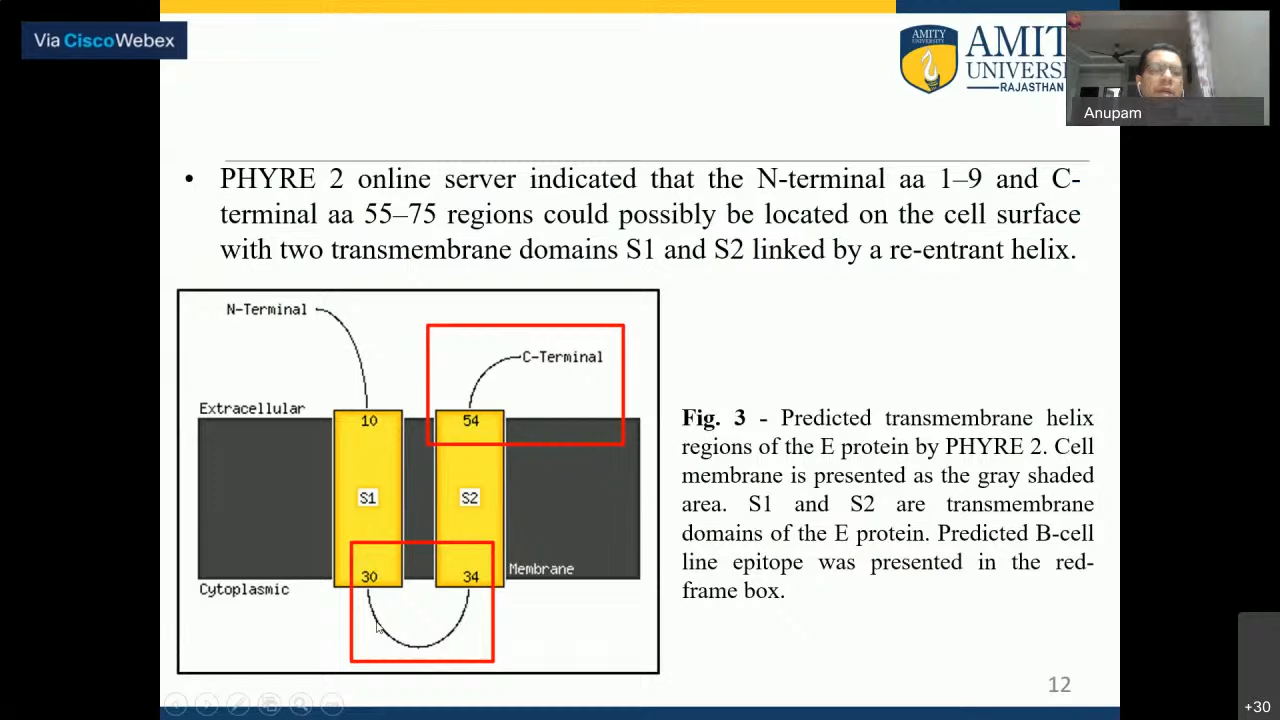 Via CiscoWebex
AMITY
UNIVERSITY
AMIT
UNIVERSI
RAJASTHAN
Anupam
• PHYRE 2 online server indicated that the N-terminal aa 1–9 and C-
terminal aa 55–75 regions could possibly be located on the cell surface
with two transmembrane domains S1 and S2 linked by a re-entrant helix.
N-Terminal
C-Terminal
Extracellular
10
54
S1
S2
30
34
Membrane
Cytoplasmic
Fig. 3 - Predicted transmembrane helix
regions of the E protein by PHYRE 2. Cell
membrane is presented as the gray shaded
area. S1 and S2 are transmembrane
domains of the E protein. Predicted B-cell
line epitope was presented in the red-
frame box.
12
+30